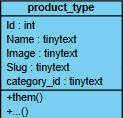 product_type
Id : int
Name : tinytext
Image : tinytext
Slug : tinytext
category_id : tinytext
+them()
+...()